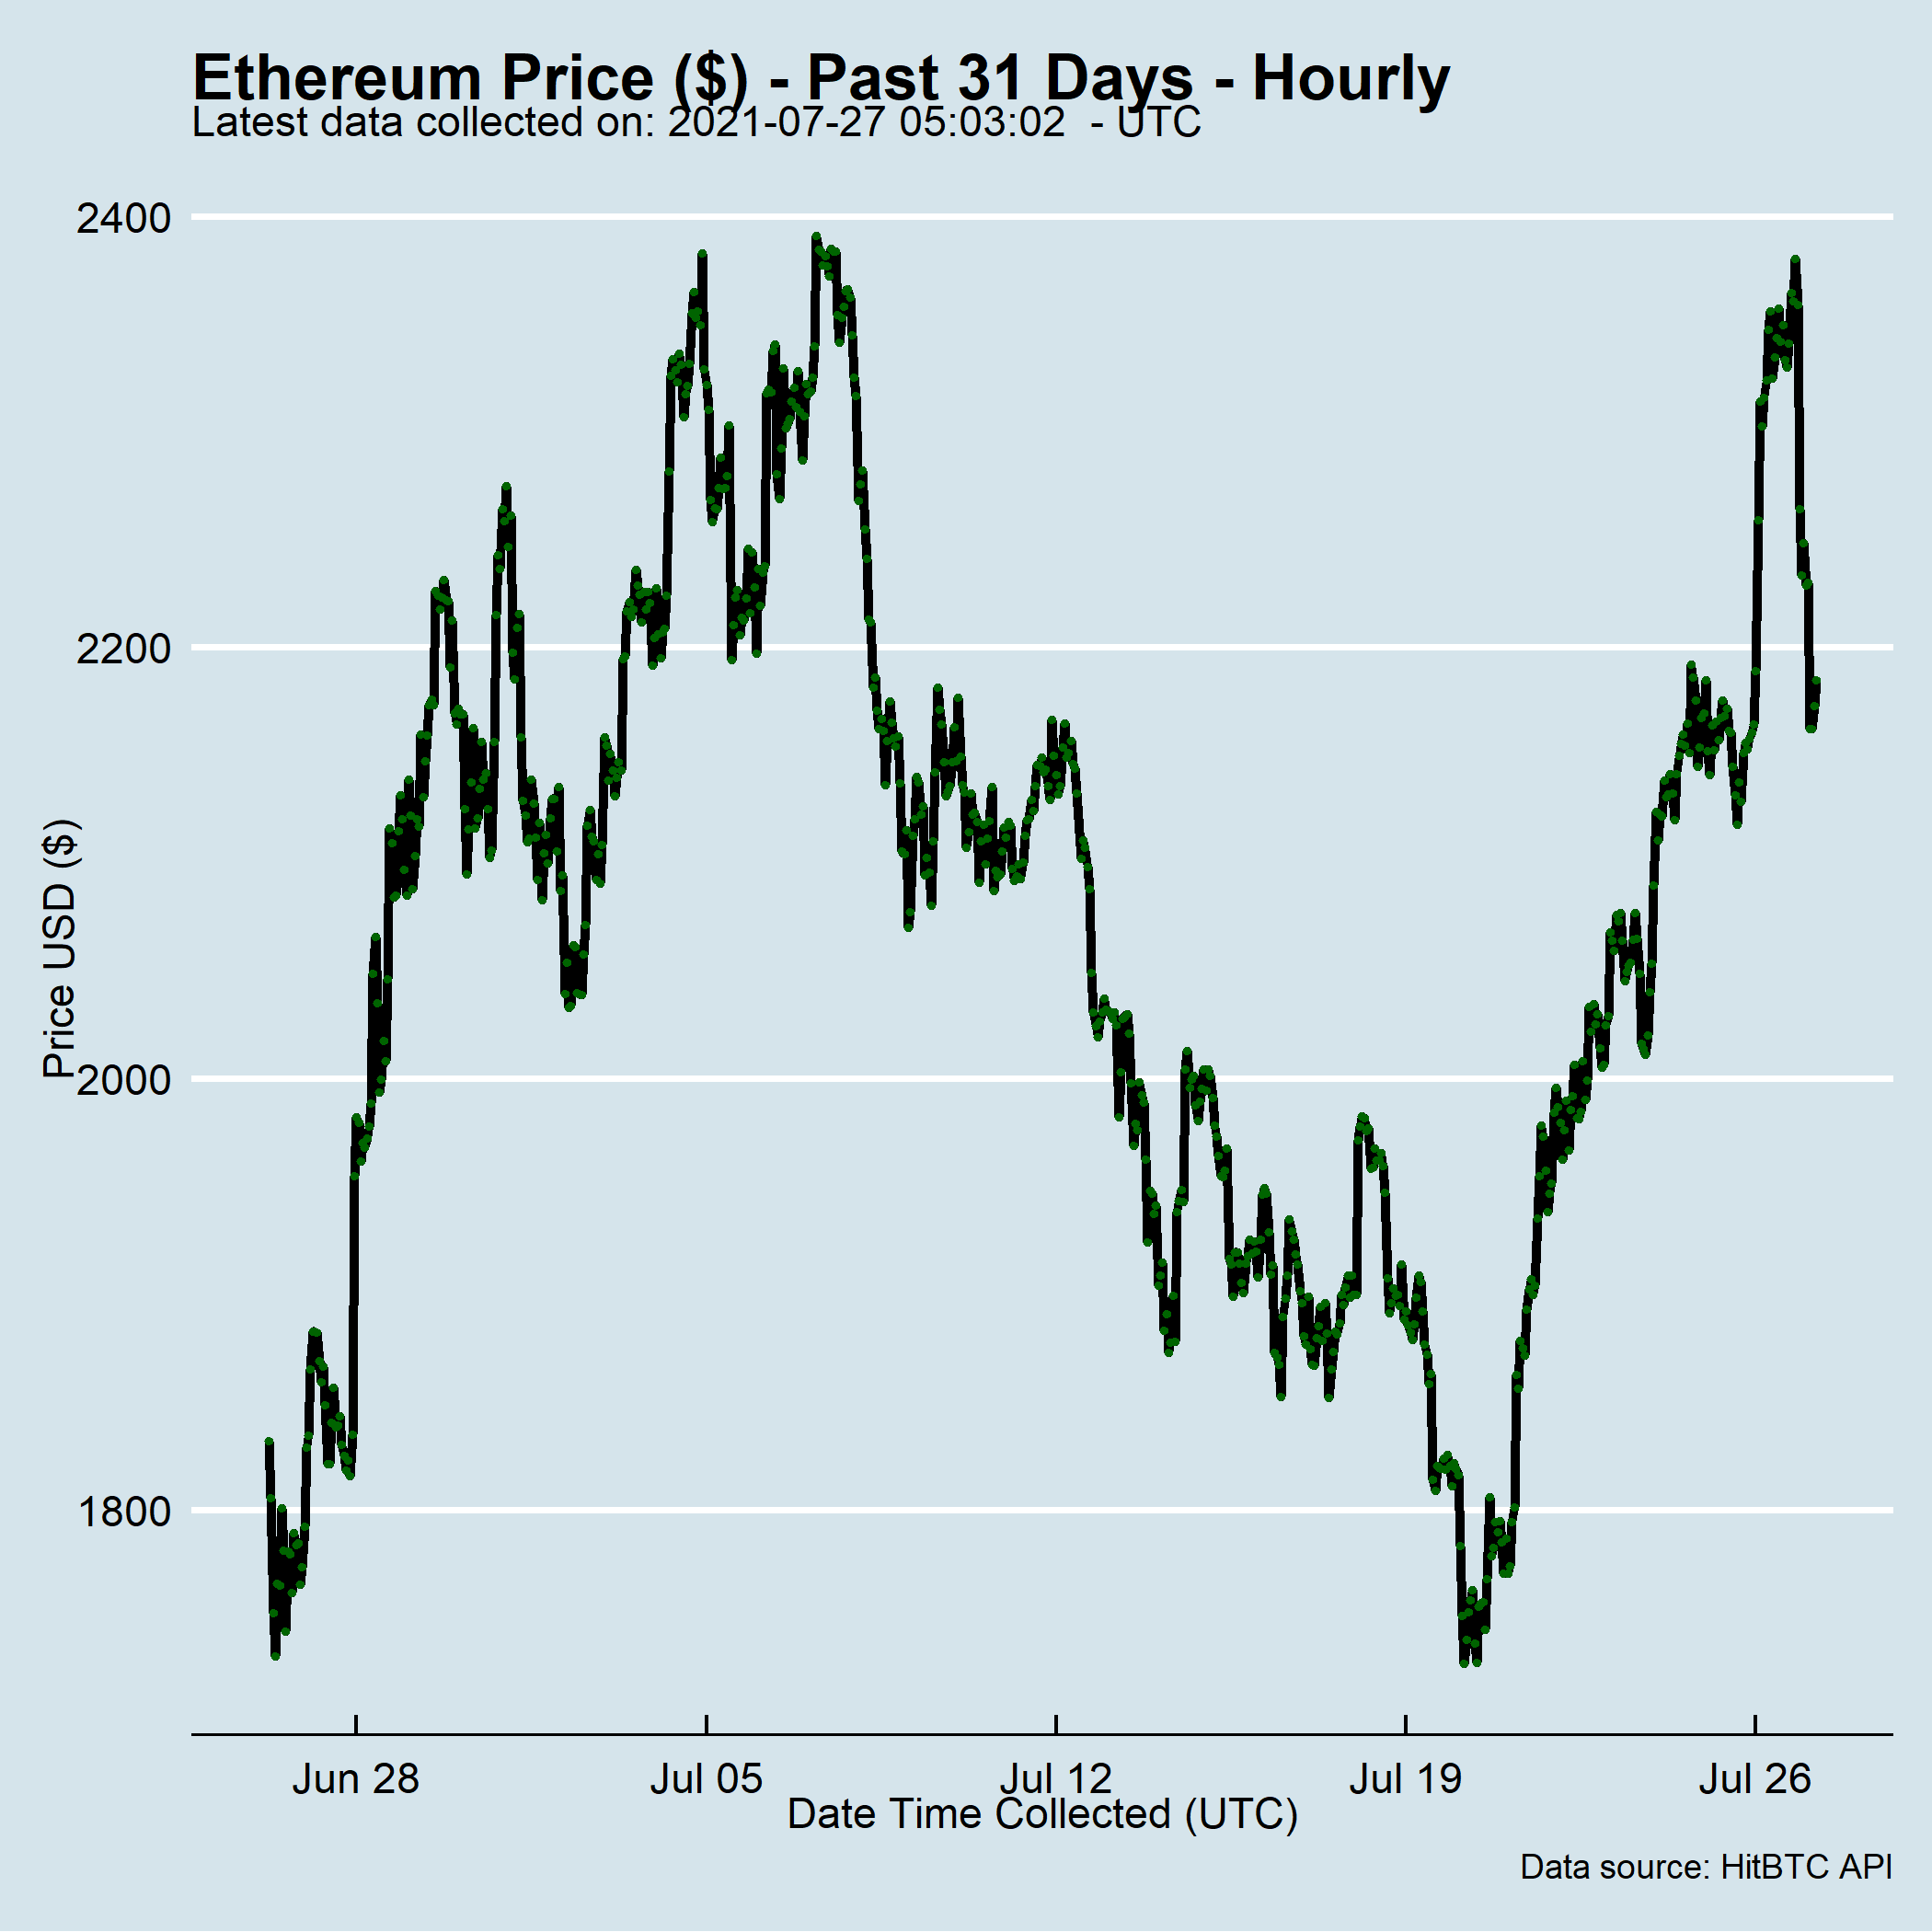 Ethereum Price ($) - Past 31 Days - Hourly
Latest data collected on: 2021-07-27 05:03:02  - UTC
2400
2200
2000
1800
Price USD ($)
Jun 28
Jul 05
Jul 12
Jul 19
Jul 26
Date Time Collected (UTC)
Data source: HitBTC API